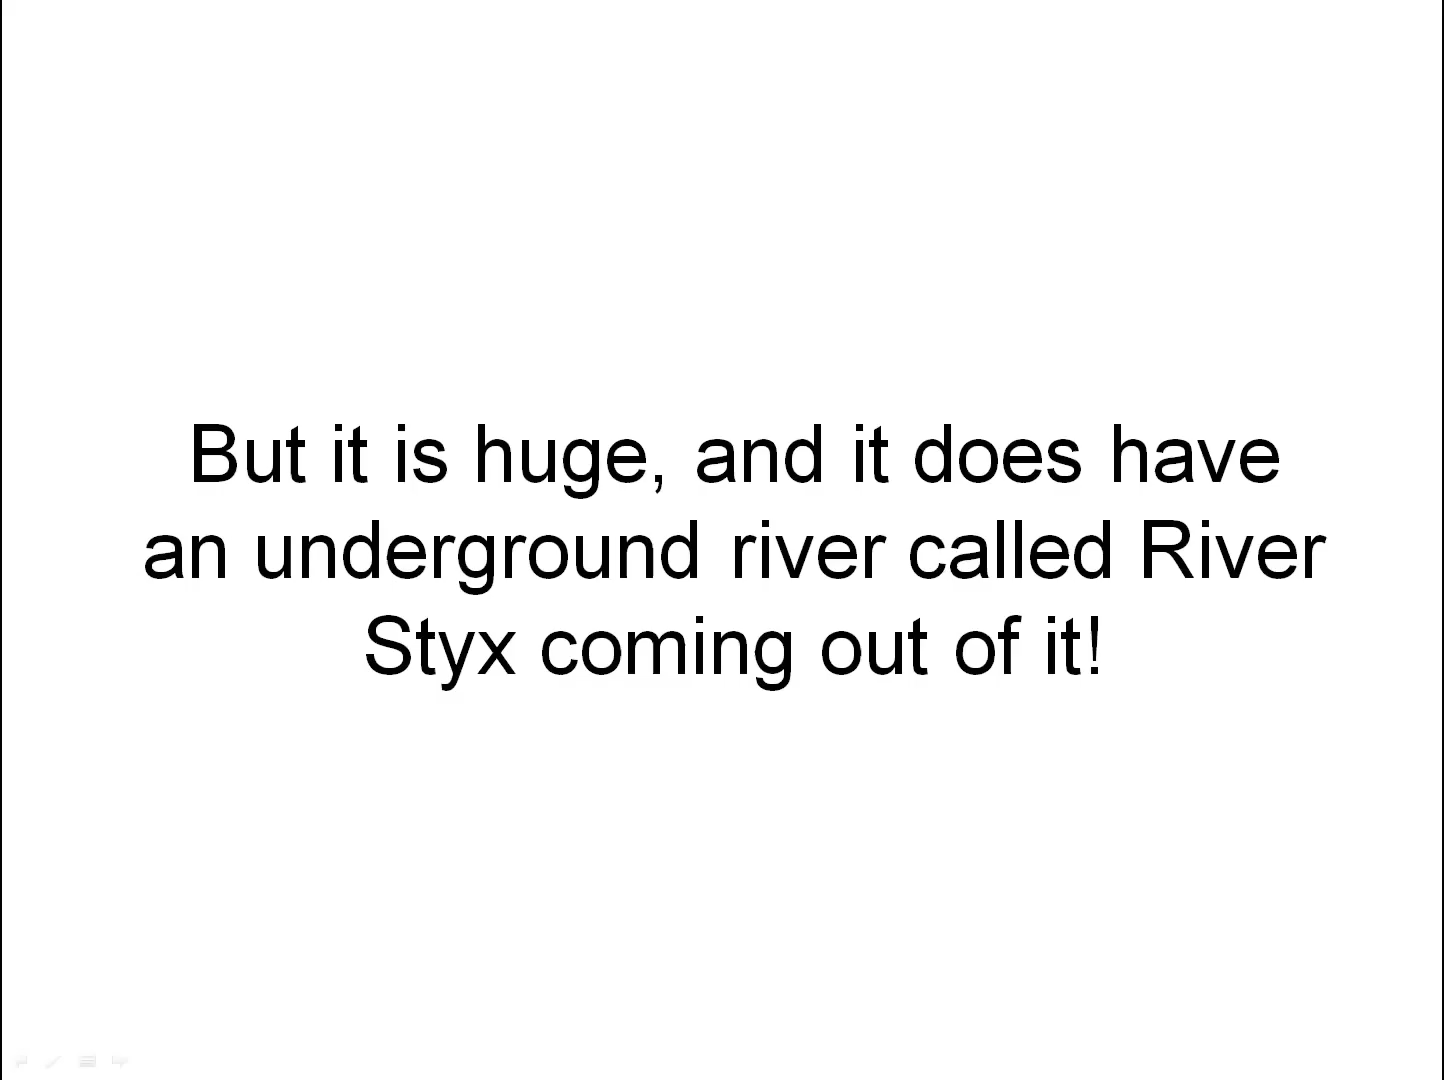 But it is huge, and it does have
an underground river called River
Styx coming out of it!